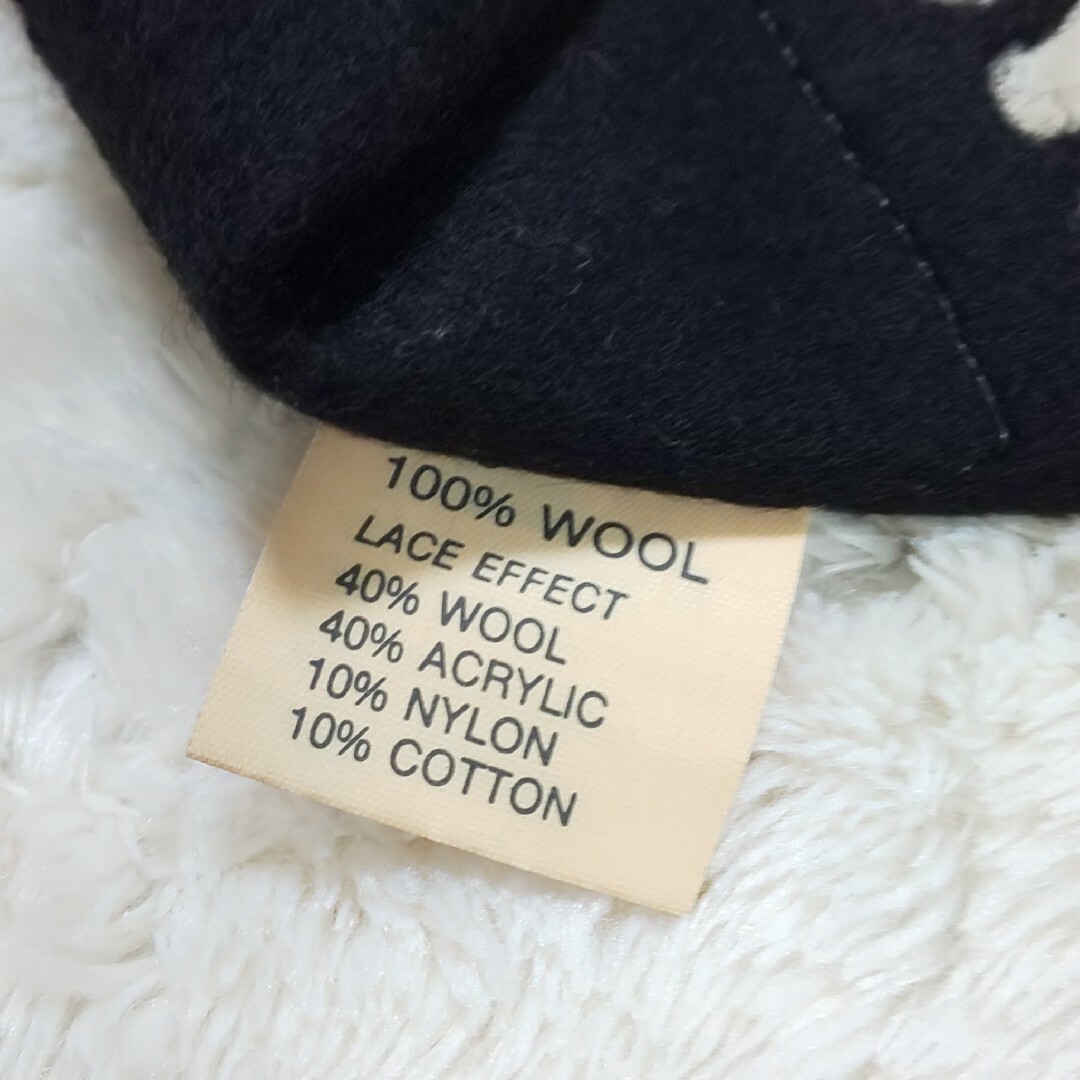 100% WOOL
LACE EFFECT
40% WOOL
40% ACRYLIC
10% NYLON
10% COTTON